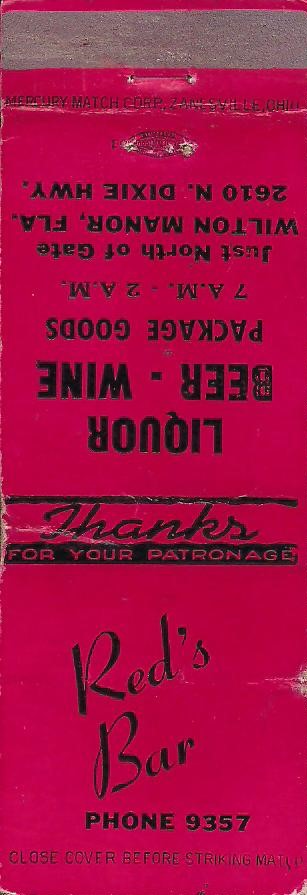 MERCURY MATCH CORP., ZANESVILLE, OHIO
LIQUOR
BEER - WINE
PACKAGE GOODS
7 A.M. - 2 A.M.
Just North of Gate
WILTON MANOR, FLA.
2610 N. DIXIE HWY.
Thanks
FOR YOUR PATRONAGE
Red's
Bar
PHONE 9357
CLOSE COVER BEFORE STRIKING MATCH